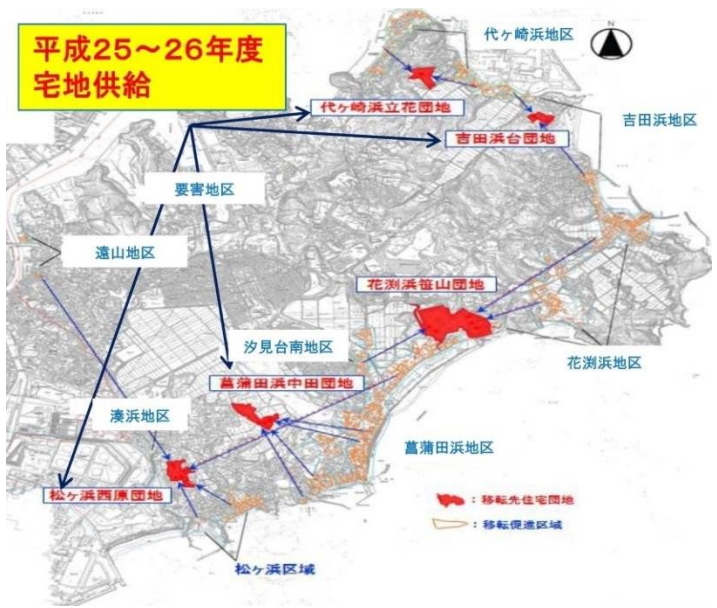 平成25～26年度
宅地供給
代ヶ崎浜地区
N
代ヶ崎浜立花団地
吉田浜台団地
吉田浜地区
要害地区
遠山地区
花渕浜笹山団地
汐見台南地区
花渕浜地区
菖蒲田浜中田団地
湊浜地区
菖蒲田浜地区
松ヶ浜西原団地
：移転先住宅団地
：移転促進区域
松ヶ浜区域